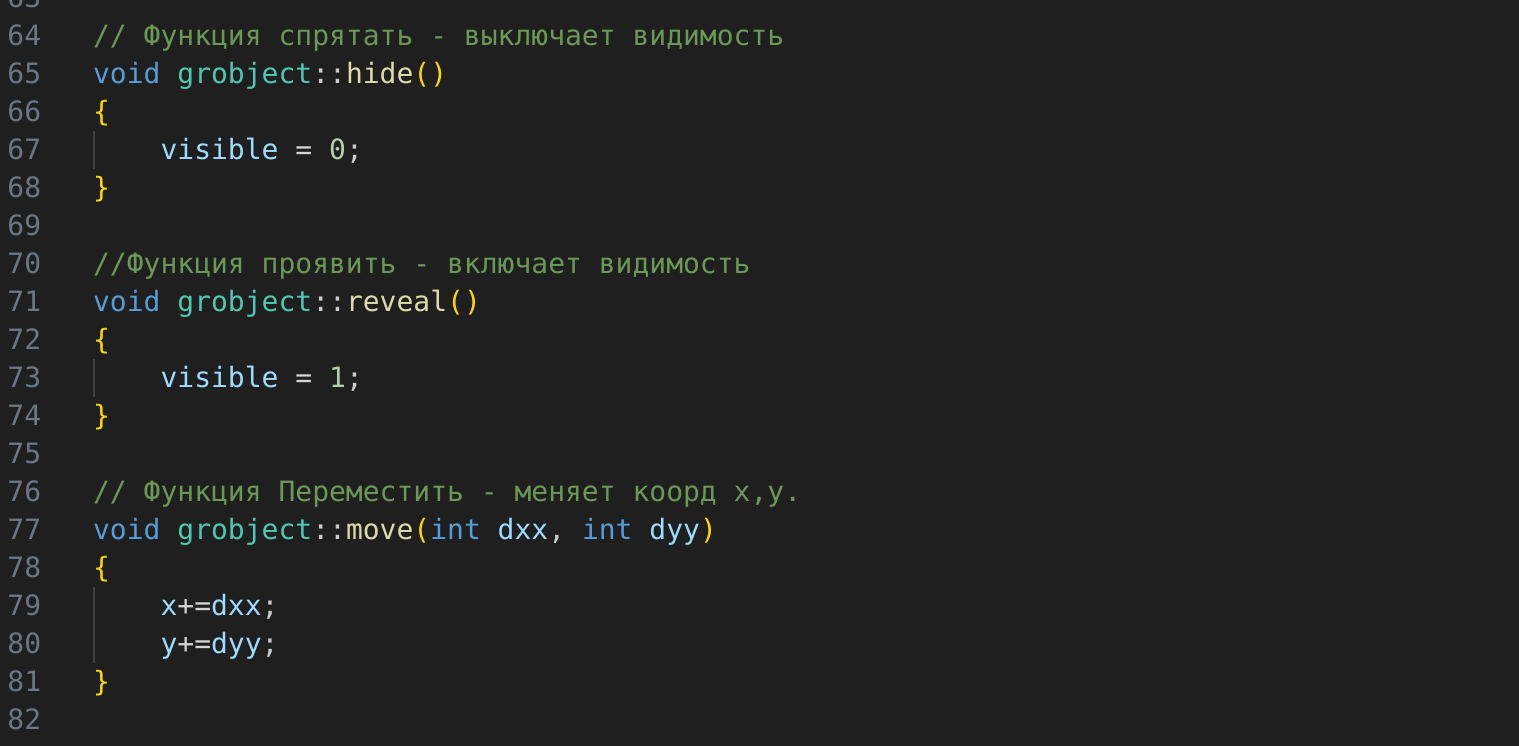 64 // Функция спрятать - выключает видимость
65 void grobject::hide()
66 {
67 visible = 0;
68 }
69
70 //Функция проявить - включает видимость
71 void grobject::reveal()
72 {
73 visible = 1;
74 }
75
76 // Функция Переместить - меняет коорд x,y.
77 void grobject::move(int dxx, int dyy)
78 {
79 x+=dxx;
80 y+=dyy;
81 }
82